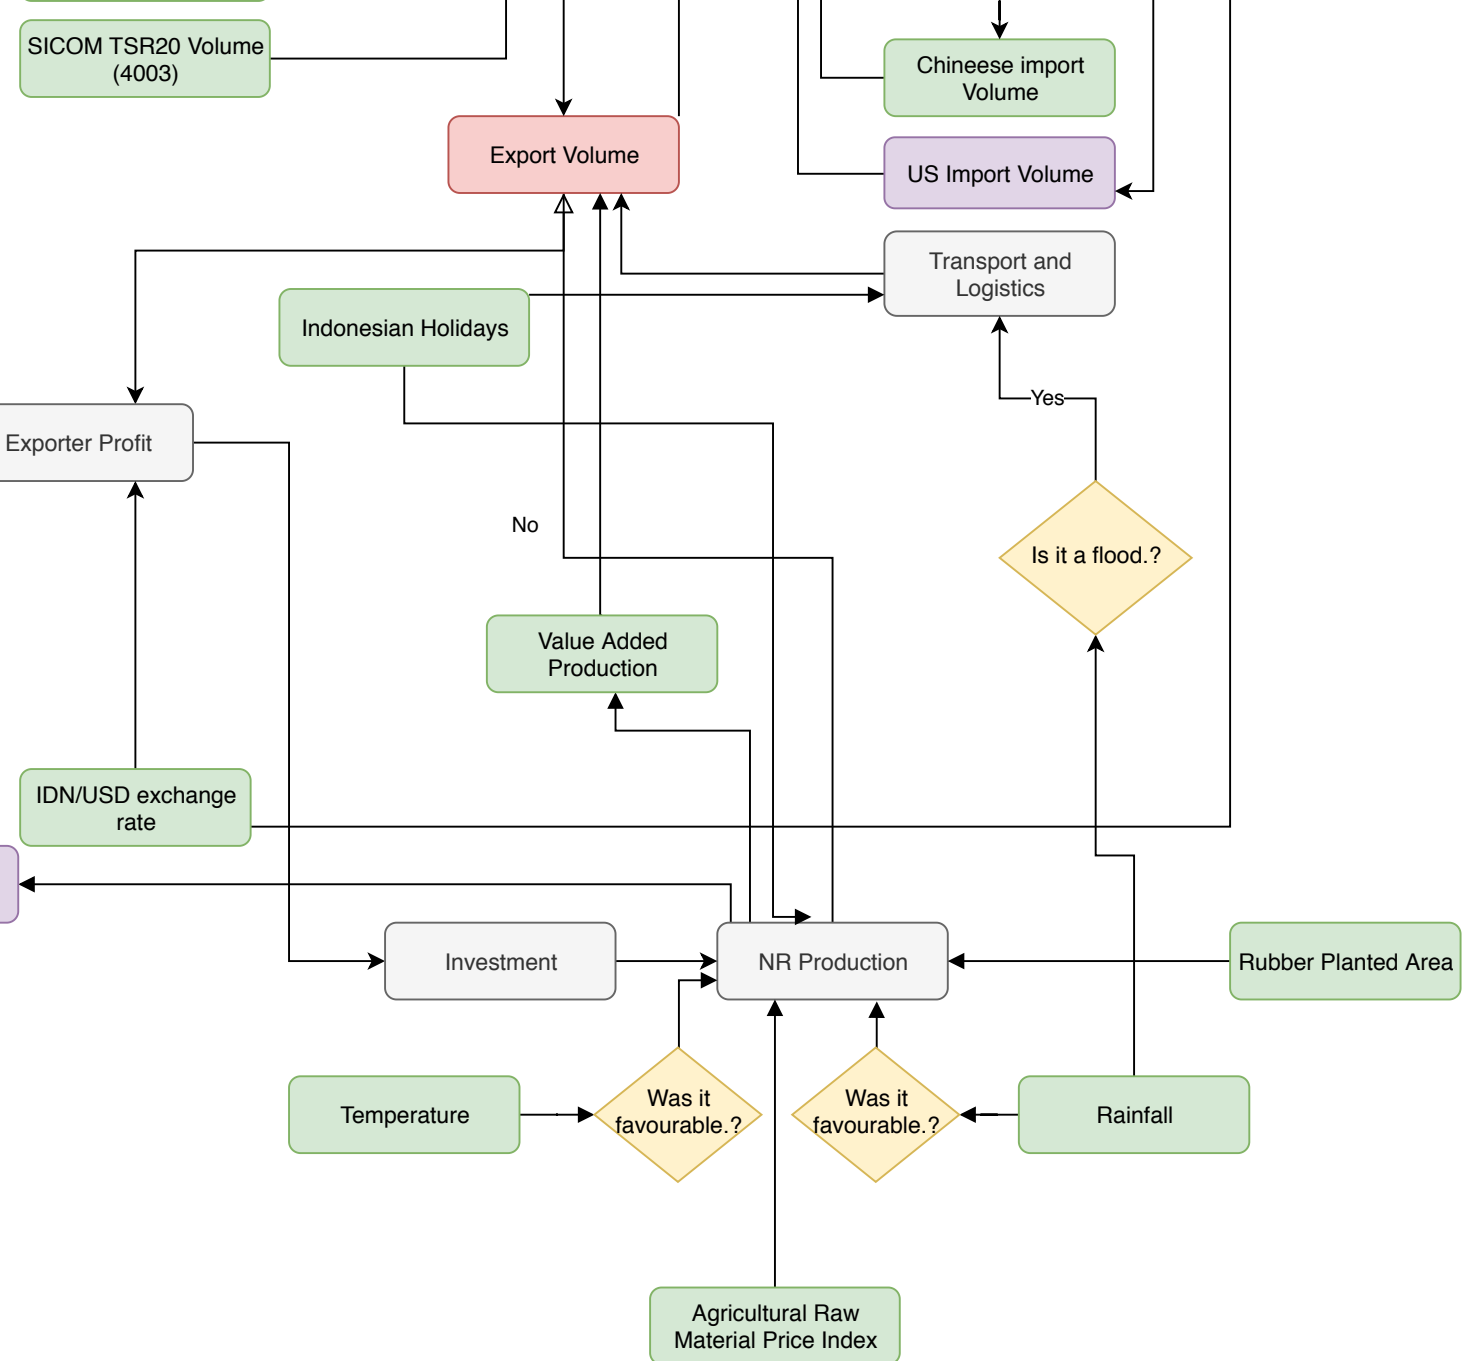 SICOM TSR20 Volume
(4003)
Chineese import
Volume
Export Volume
US Import Volume
Transport and
Logistics
Indonesian Holidays
Yes
Exporter Profit
No
Is it a flood.?
Value Added
Production
IDN/USD exchange
rate
Investment
NR Production
Rubber Planted Area
Temperature
Was it
favourable.?
Was it
favourable.?
Rainfall
Agricultural Raw
Material Price Index